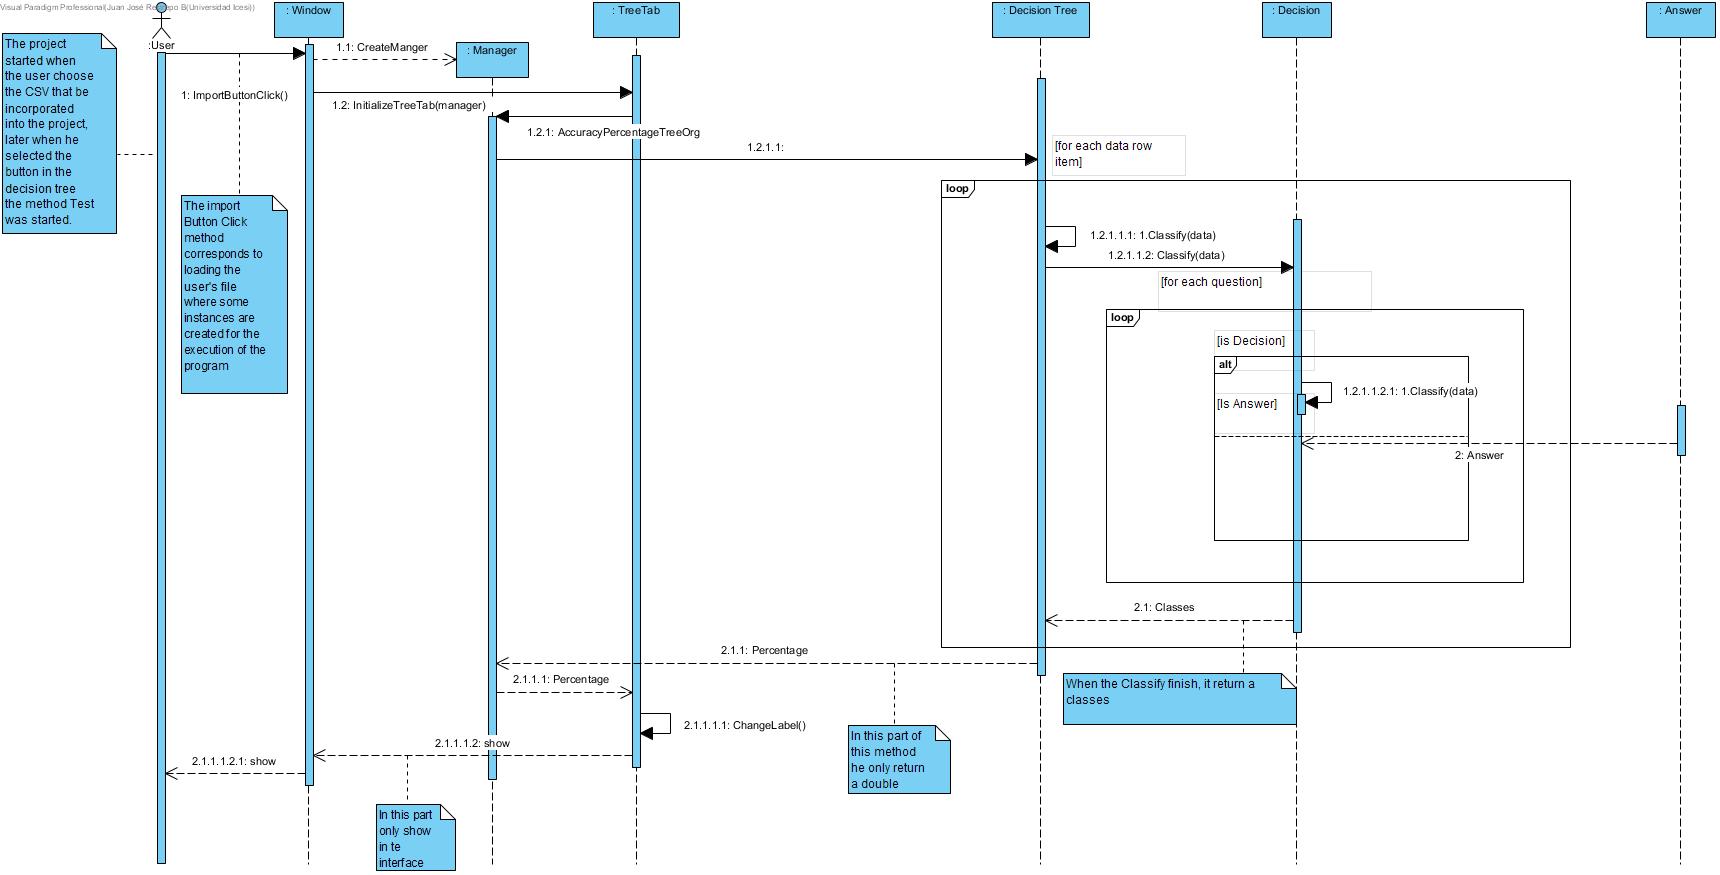 Visual Paradigm Professional(Juan José Restrepo B(Universidad Icesi))
: Window
: TreeTab
: Decision Tree
: Decision
: Answer
:User
: Manager
The project
started when
the user choose
the CSV that be
incorporated
into the project,
later when he
selected the
button in the
decision tree
the method Test
was started.
1: ImportButtonClick()
1.1: CreateManger
1.2: InitializeTreeTab(manager)
1.2.1: AccuracyPercentageTreeOrg
1.2.1.1:
[for each data row
item]
loop
The import
Button Click
method
corresponds to
loading the
user's file
where some
instances are
created for the
execution of the
program
1.2.1.1.1: 1.Classify(data)
1.2.1.1.2: Classify(data)
[for each question]
loop
[is Decision]
alt
1.2.1.1.2.1: 1.Classify(data)
[Is Answer]
2: Answer
2.1: Classes
2.1.1: Percentage
2.1.1.1: Percentage
When the Classify finish, it return a
classes
2.1.1.1.1: ChangeLabel()
In this part of
this method
he only return
a double
2.1.1.1.2: show
2.1.1.1.2.1: show
In this part
only show
in te
interface